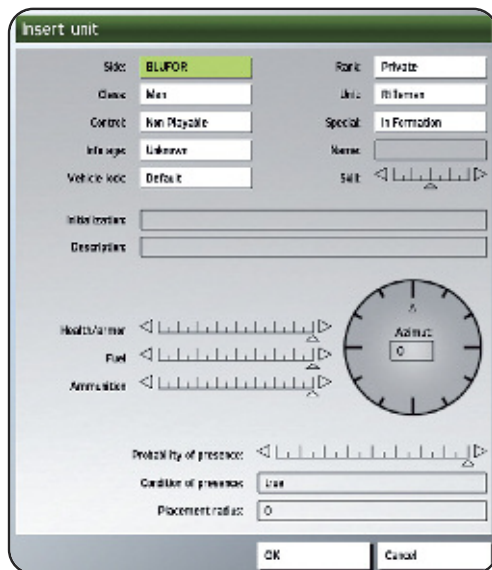 Insert unit
Side: BLUFOR Rank: Private
Class: Man Unit: Rifleman
Control: Non Playable Special: In Formation
Info age: Unknown Name:
Vehicle lock: Default Skill:
Initialization:
Description:
Health/armor
Azimut:
0
Fuel
Ammunition
Probability of presence:
Condition of presence: true
Placement radius: 0
OK Cancel